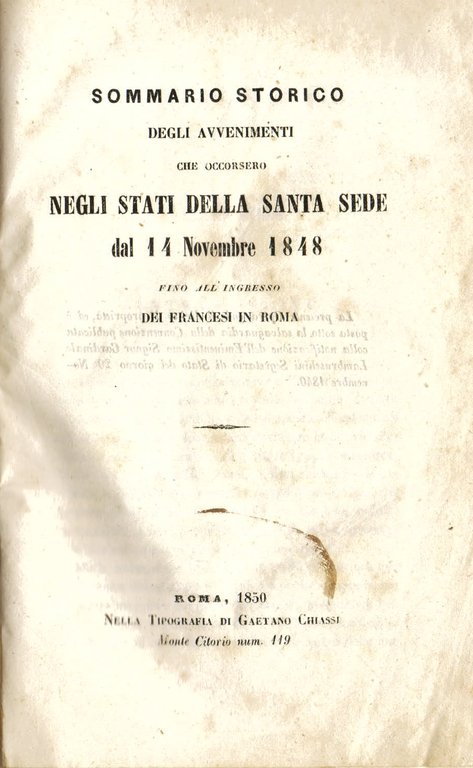 SOMMARIO STORICO
DEGLI AVVENIMENTI
CHE OCCORSERO
NEGLI STATI DELLA SANTA SEDE
dal 14 Novembre 1848
FINO ALL' INGRESSO
DEI FRANCESI IN ROMA
ROMA, 1850
NELLA TIPOGRAFIA DI GAETANO CHIASSI
Monte Citorio num. 119